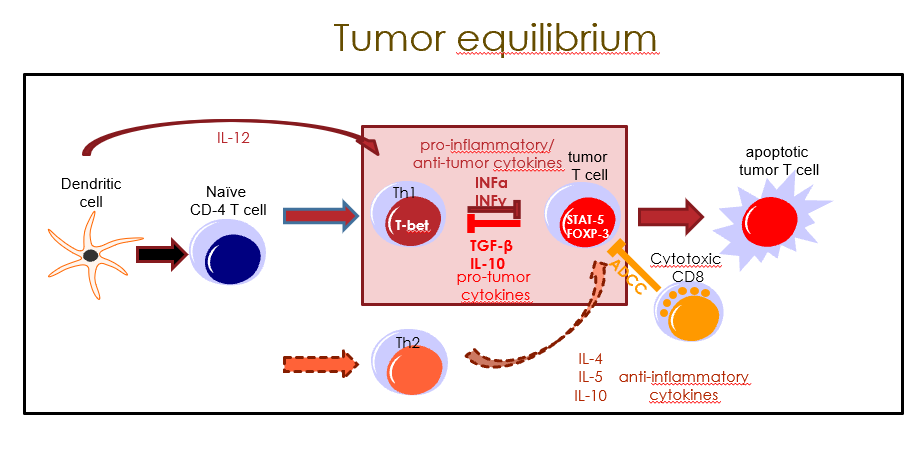 Tumor equilibrium
IL-12
pro-inflammatory/
anti-tumor cytokines
tumor
T cell
apoptotic
tumor T cell
Dendritic
cell
Naïve
CD-4 T cell
Th1
T-bet
INFa
INFγ
STAT-5
FOXP-3
TGF-β
IL-10
pro-tumor
cytokines
ADCC
Cytotoxic
CD8
Th2
IL-4
IL-5
IL-10
anti-inflammatory
cytokines